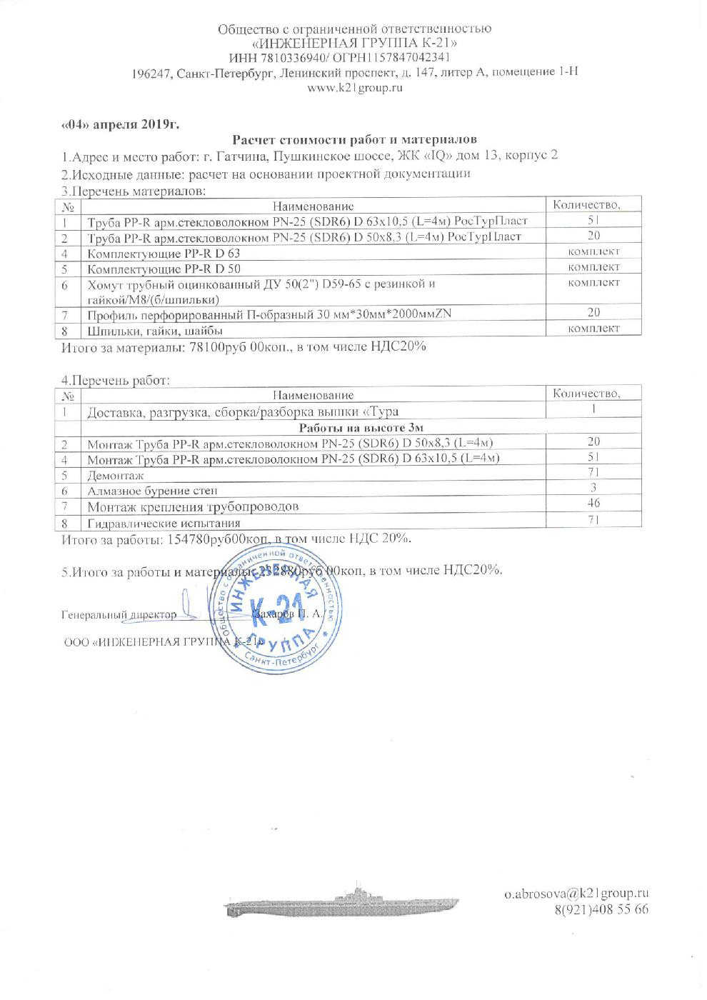 Общество с ограниченной ответственностью
«ИНЖЕНЕРНАЯ ГРУППА К-21»
ИНН 7810336940/ ОГРН1157847042341
196247, Санкт-Петербург, Ленинский проспект, д. 147, литер А, помещение 1-Н
www.k21group.ru
«04» апреля 2019г.
Расчет стоимости работ и материалов
1.Адрес и место работ: г. Гатчина, Пушкинское шоссе, ЖК «IQ» дом 13, корпус 2
2.Исходные данные: расчет на основании проектной документации
3.Перечень материалов:
№ Наименование Количество,
1 Труба PP-R арм.стекловолокном PN-25 (SDR6) D 63х10,5 (L=4м) РосТурПласт 51
2 Труба PP-R арм.стекловолокном PN-25 (SDR6) D 50х8,3 (L=4м) РосТурПласт 20
4 Комплектующие PP-R D 63 комплект
5 Комплектующие PP-R D 50 комплект
6 Хомут трубный оцинкованный ДУ 50(2") D59-65 с резинкой и комплект
гайкой/М8/(б/шпильки)
7 Профиль перфорированный П-образный 30 мм*30мм*2000ммZN 20
8 Шпильки, гайки, шайбы комплект
Итого за материалы: 78100руб 00коп., в том числе НДС20%
4.Перечень работ:
№ Наименование Количество,
1 Доставка, разгрузка, сборка/разборка вышки «Тура 1
Работы на высоте 3м
2 Монтаж Труба PP-R арм.стекловолокном PN-25 (SDR6) D 50х8,3 (L=4м) 20
4 Монтаж Труба PP-R арм.стекловолокном PN-25 (SDR6) D 63х10,5 (L=4м) 51
5 Демонтаж 71
6 Алмазное бурение стен 3
7 Монтаж крепления трубопроводов 46
8 Гидравлические испытания 71
Итого за работы: 154780руб00коп, в том числе НДС 20%.
5.Итого за работы и материалы: 232880руб 00коп, в том числе НДС20%.
Генеральный директор /Захаров П. А./
ООО «ИНЖЕНЕРНАЯ ГРУППА К-21»
Общество с ограниченной ответственностью
ИНЖЕНЕРНАЯ
К-21
ГРУППА
* Санкт-Петербург *
o.abrosova@k21group.ru
8(921)408 55 66